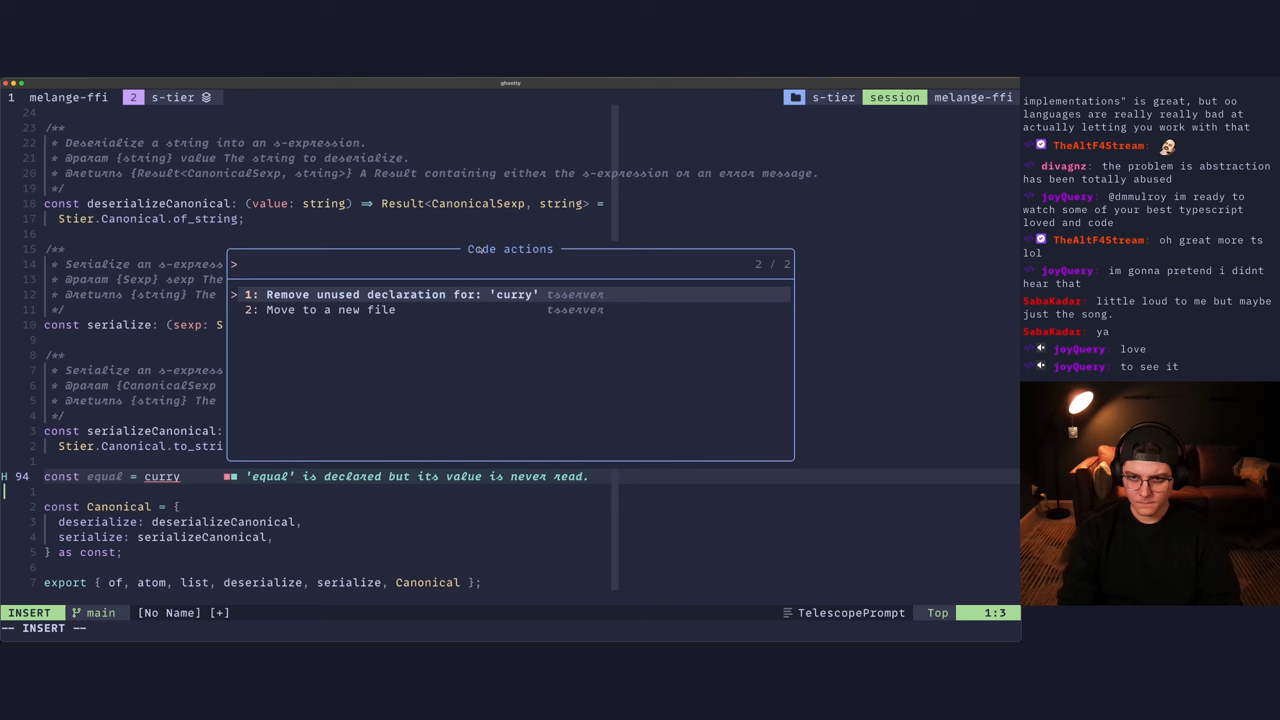 ghostty
1 melange-ffi 2 s-tier
s-tier session melange-ffi
24
23 /**
22 * Deserialize a string into an s-expression.
21 * @param {string} value The string to deserialize.
20 * @returns {Result<CanonicalSexp, string>} A Result containing either the s-expression or an error message.
19 */
18 const deserializeCanonical: (value: string) => Result<CanonicalSexp, string> =
17 Stier.Canonical.of_string;
16
15 /**
14 * Serialize an s-express
13 * @param {Sexp} sexp The
12 * @returns {string} The
11 */
10 const serialize: (sexp: S
9
8 /**
7 * Serialize an s-express
6 * @param {CanonicalSexp
5 * @returns {string} The
4 */
3 const serializeCanonical:
2 Stier.Canonical.to_stri
1
H 94 const equal = curry 'equal' is declared but its value is never read.
1
2 const Canonical = {
3 deserialize: deserializeCanonical,
4 serialize: serializeCanonical,
5 } as const;
6
7 export { of, atom, list, deserialize, serialize, Canonical };
Code actions
> 2 / 2
> 1: Remove unused declaration for: 'curry' tsserver
2: Move to a new file tsserver
INSERT main [No Name] [+] TelescopePrompt Top 1:3
-- INSERT --
implementations" is great, but oo
languages are really really bad at
actually letting you work with that
TheAltF4Stream:
divagnz: the problem is abstraction
has been totally abused
joyQuery: @dmmulroy im ready to
watch some of your best typescript
loved and code
TheAltF4Stream: oh great more ts
lol
joyQuery: im gonna pretend i didnt
hear that
SabaKadar: little loud to me but maybe
just the song.
SabaKadar: ya
joyQuery: love
joyQuery: to see it